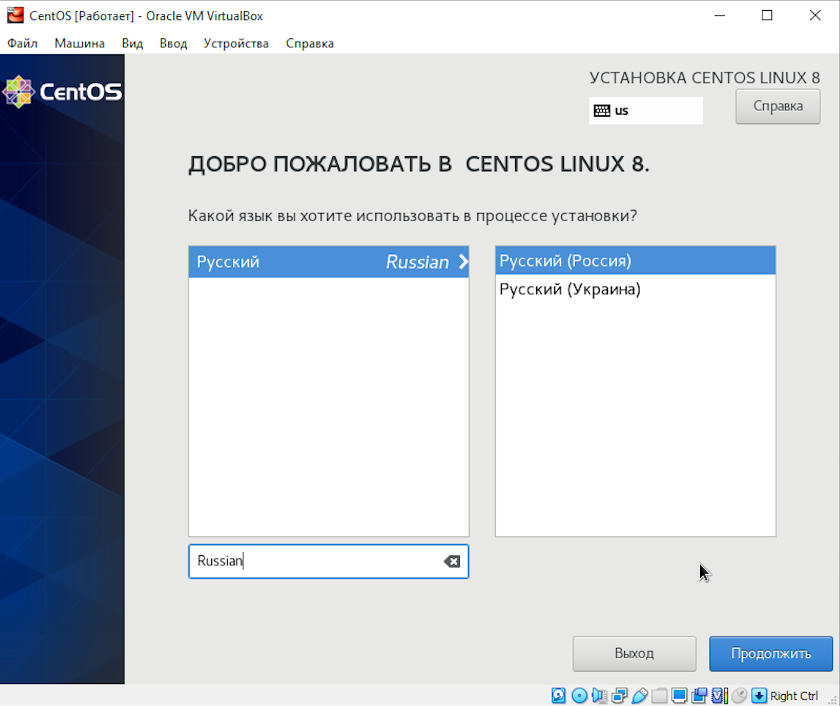 CentOS [Работает] - Oracle VM VirtualBox
Файл Машина Вид Ввод Устройства Справка
CentOS
УСТАНОВКА CENTOS LINUX 8
us
Справка
ДОБРО ПОЖАЛОВАТЬ В CENTOS LINUX 8.
Какой язык вы хотите использовать в процессе установки?
Русский Russian
Русский (Россия)
Русский (Украина)
Russian
Выход
Продолжить
Right Ctrl